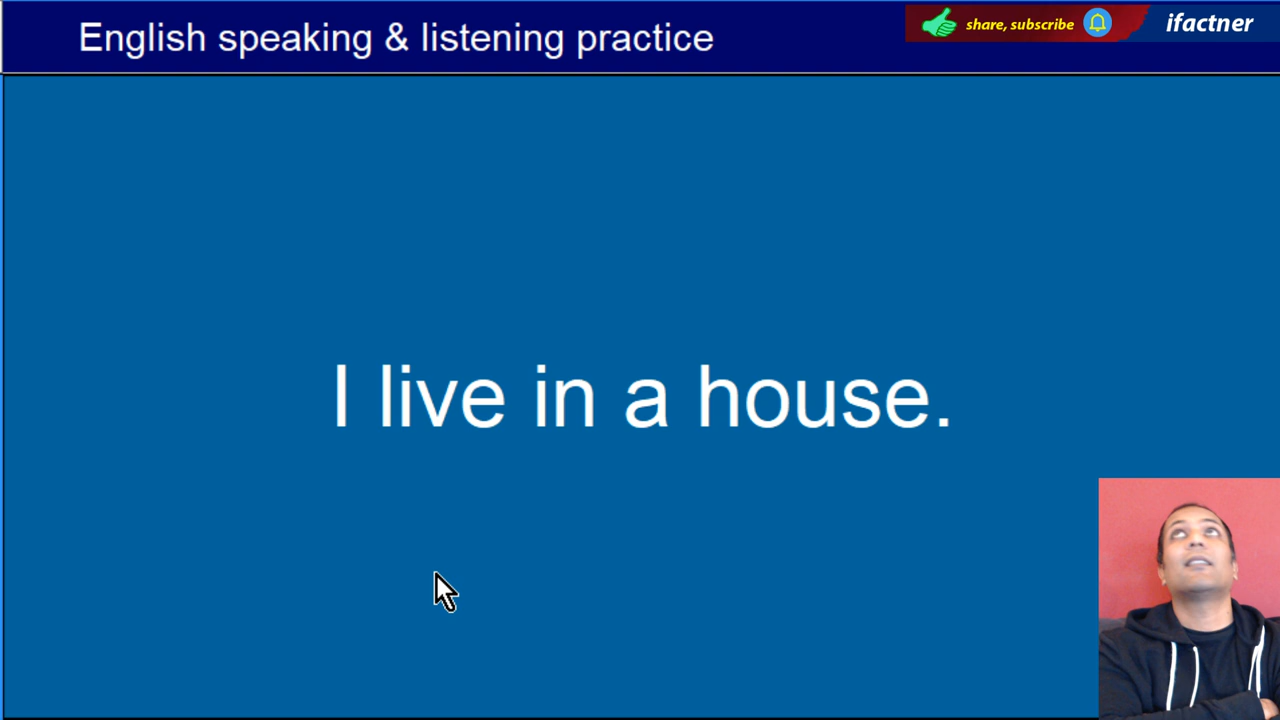 English speaking & listening practice
share, subscribe
ifactner
I live in a house.